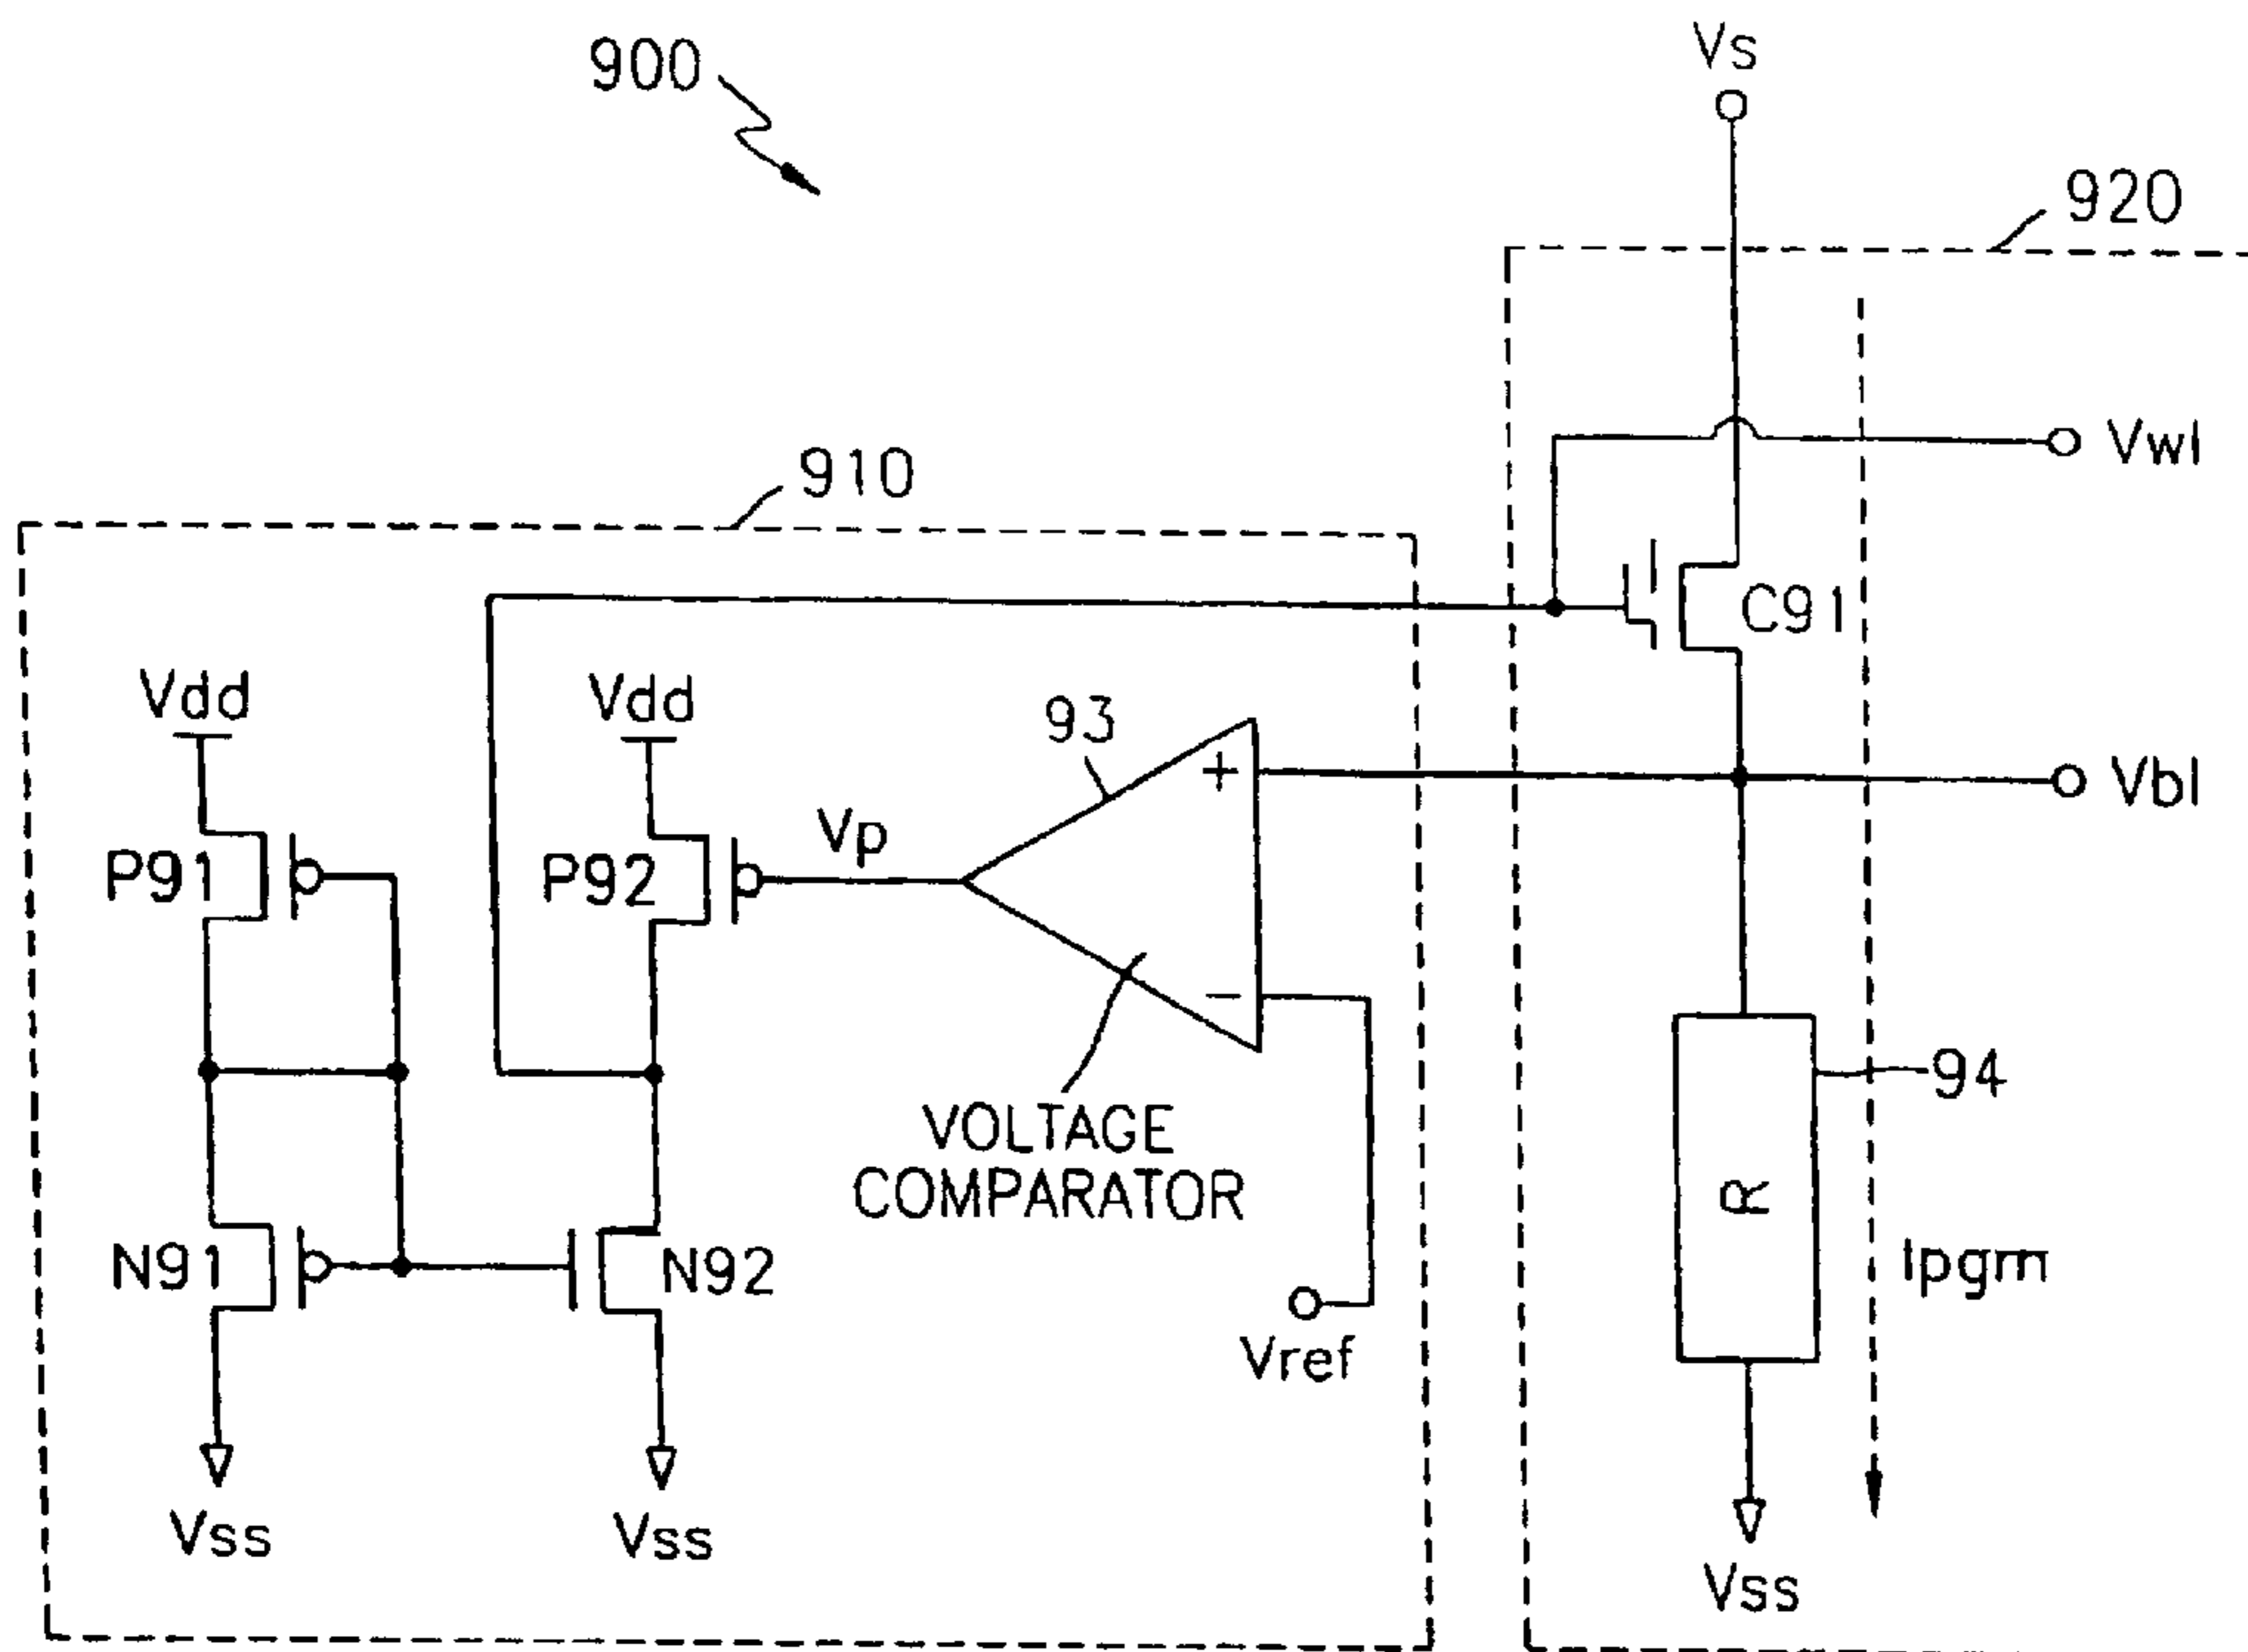 900
Vs
920
Vwl
910
C91
Vdd
Vdd
93
+
Vbl
P91
P92
Vp
−
94
VOLTAGE
COMPARATOR
R
N91
N92
Ipgm
Vref
Vss
Vss
Vss